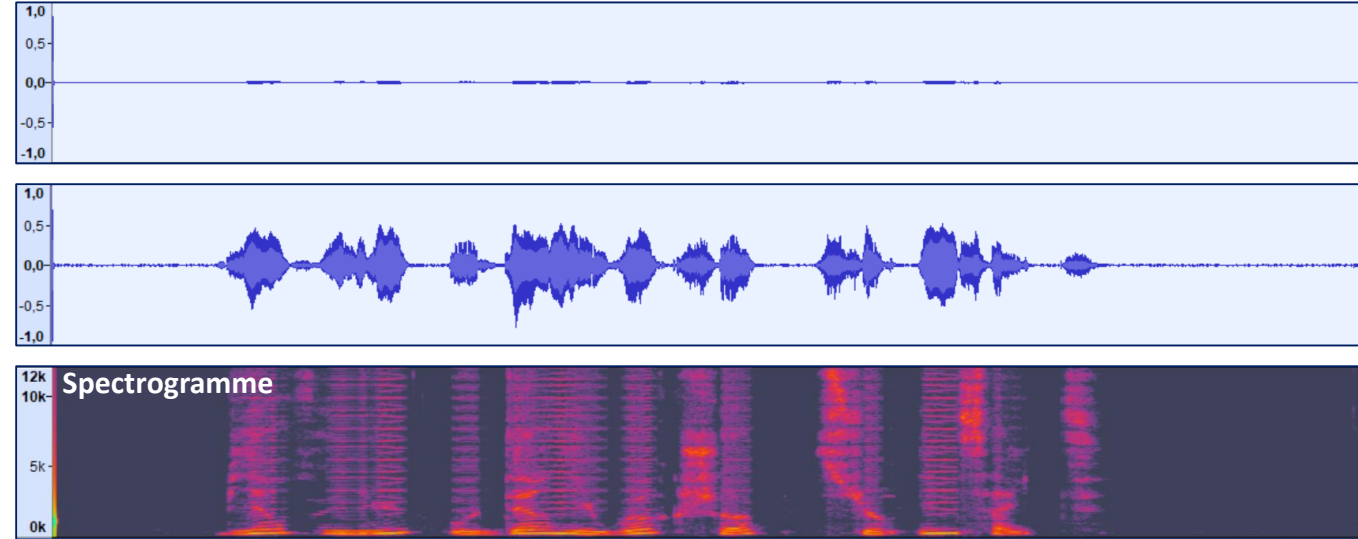 1,0
0,5-
0,0-
-0,5-
-1,0
1,0
0,5-
0,0-
-0,5-
-1,0
12k Spectrogramme
10k-
5k-
0k